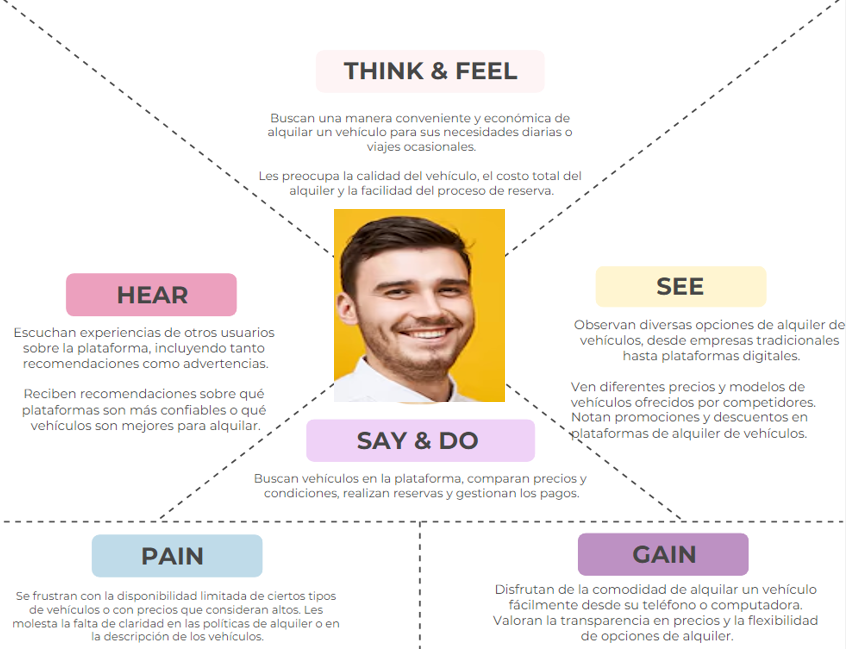 THINK & FEEL
Buscan una manera conveniente y económica de
alquilar un vehículo para sus necesidades diarias o
viajes ocasionales.
Les preocupa la calidad del vehículo, el costo total del
alquiler y la facilidad del proceso de reserva.
HEAR
Escuchan experiencias de otros usuarios
sobre la plataforma, incluyendo tanto
recomendaciones como advertencias.
Reciben recomendaciones sobre qué
plataformas son más confiables o qué
vehículos son mejores para alquilar.
SEE
Observan diversas opciones de alquiler de
vehículos, desde empresas tradicionales
hasta plataformas digitales.
Ven diferentes precios y modelos de
vehículos ofrecidos por competidores.
Notan promociones y descuentos en
plataformas de alquiler de vehículos.
SAY & DO
Buscan vehículos en la plataforma, comparan precios y
condiciones, realizan reservas y gestionan los pagos.
PAIN
Se frustran con la disponibilidad limitada de ciertos tipos
de vehículos o con precios que consideran altos. Les
molesta la falta de claridad en las políticas de alquiler o en
la descripción de los vehículos.
GAIN
Disfrutan de la comodidad de alquilar un vehículo
fácilmente desde su teléfono o computadora.
Valoran la transparencia en precios y la flexibilidad
de opciones de alquiler.